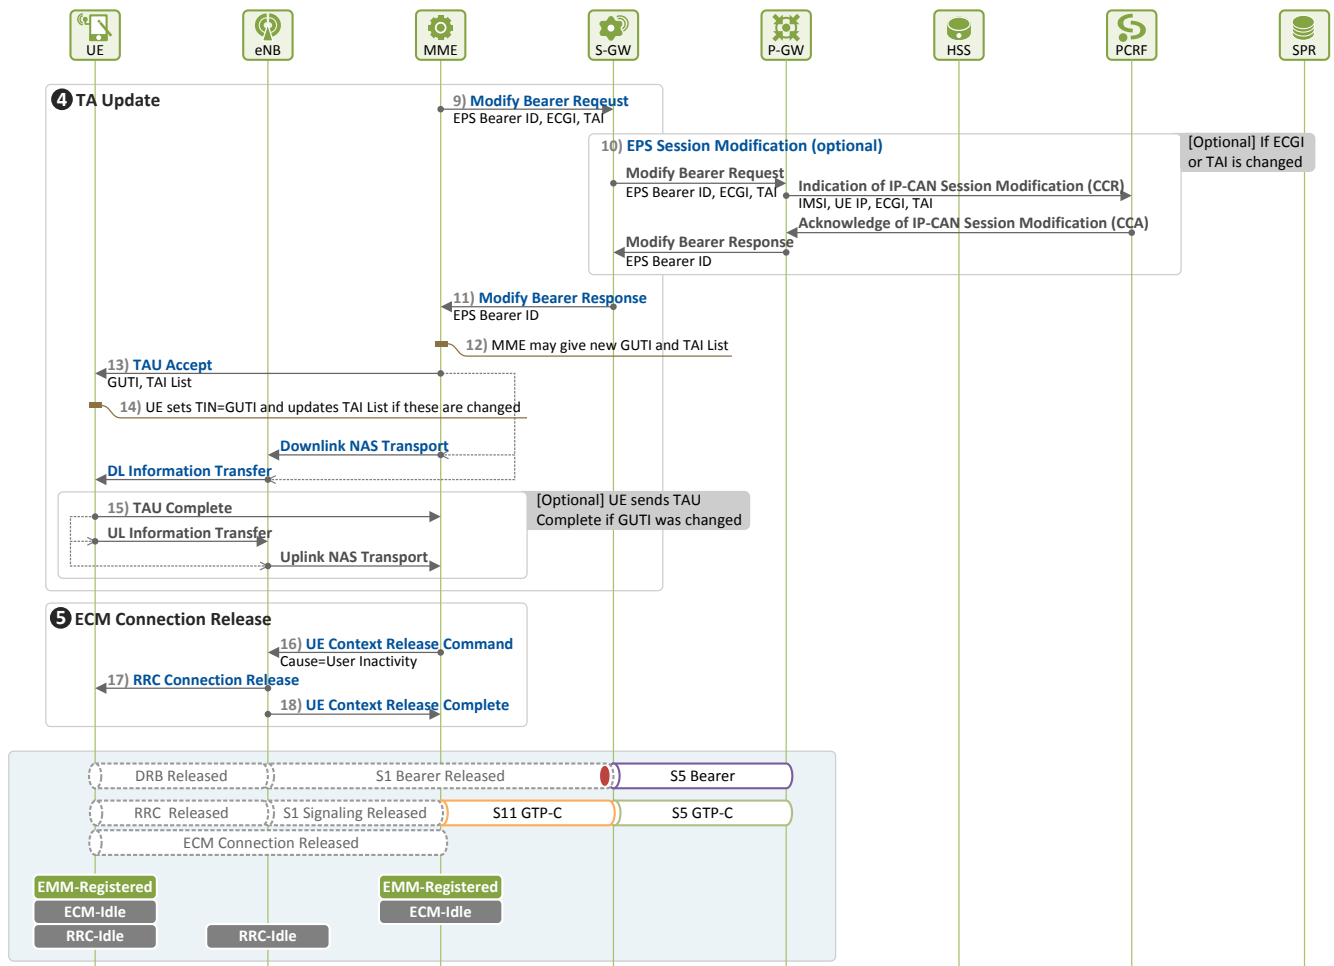 UE
eNB
MME
S-GW
P-GW
HSS
PCRF
SPR
4 TA Update
9) Modify Bearer Reqeust
EPS Bearer ID, ECGI, TAI
10) EPS Session Modification (optional)
[Optional] If ECGI
or TAI is changed
Modify Bearer Request
EPS Bearer ID, ECGI, TAI
Indication of IP-CAN Session Modification (CCR)
IMSI, UE IP, ECGI, TAI
Acknowledge of IP-CAN Session Modification (CCA)
Modify Bearer Response
EPS Bearer ID
11) Modify Bearer Response
EPS Bearer ID
12) MME may give new GUTI and TAI List
13) TAU Accept
GUTI, TAI List
14) UE sets TIN=GUTI and updates TAI List if these are changed
Downlink NAS Transport
DL Information Transfer
[Optional] UE sends TAU
Complete if GUTI was changed
15) TAU Complete
UL Information Transfer
Uplink NAS Transport
5 ECM Connection Release
16) UE Context Release Command
Cause=User Inactivity
17) RRC Connection Release
18) UE Context Release Complete
DRB Released
S1 Bearer Released
S5 Bearer
RRC Released
S1 Signaling Released
S11 GTP-C
S5 GTP-C
ECM Connection Released
EMM-Registered
EMM-Registered
ECM-Idle
ECM-Idle
RRC-Idle
RRC-Idle